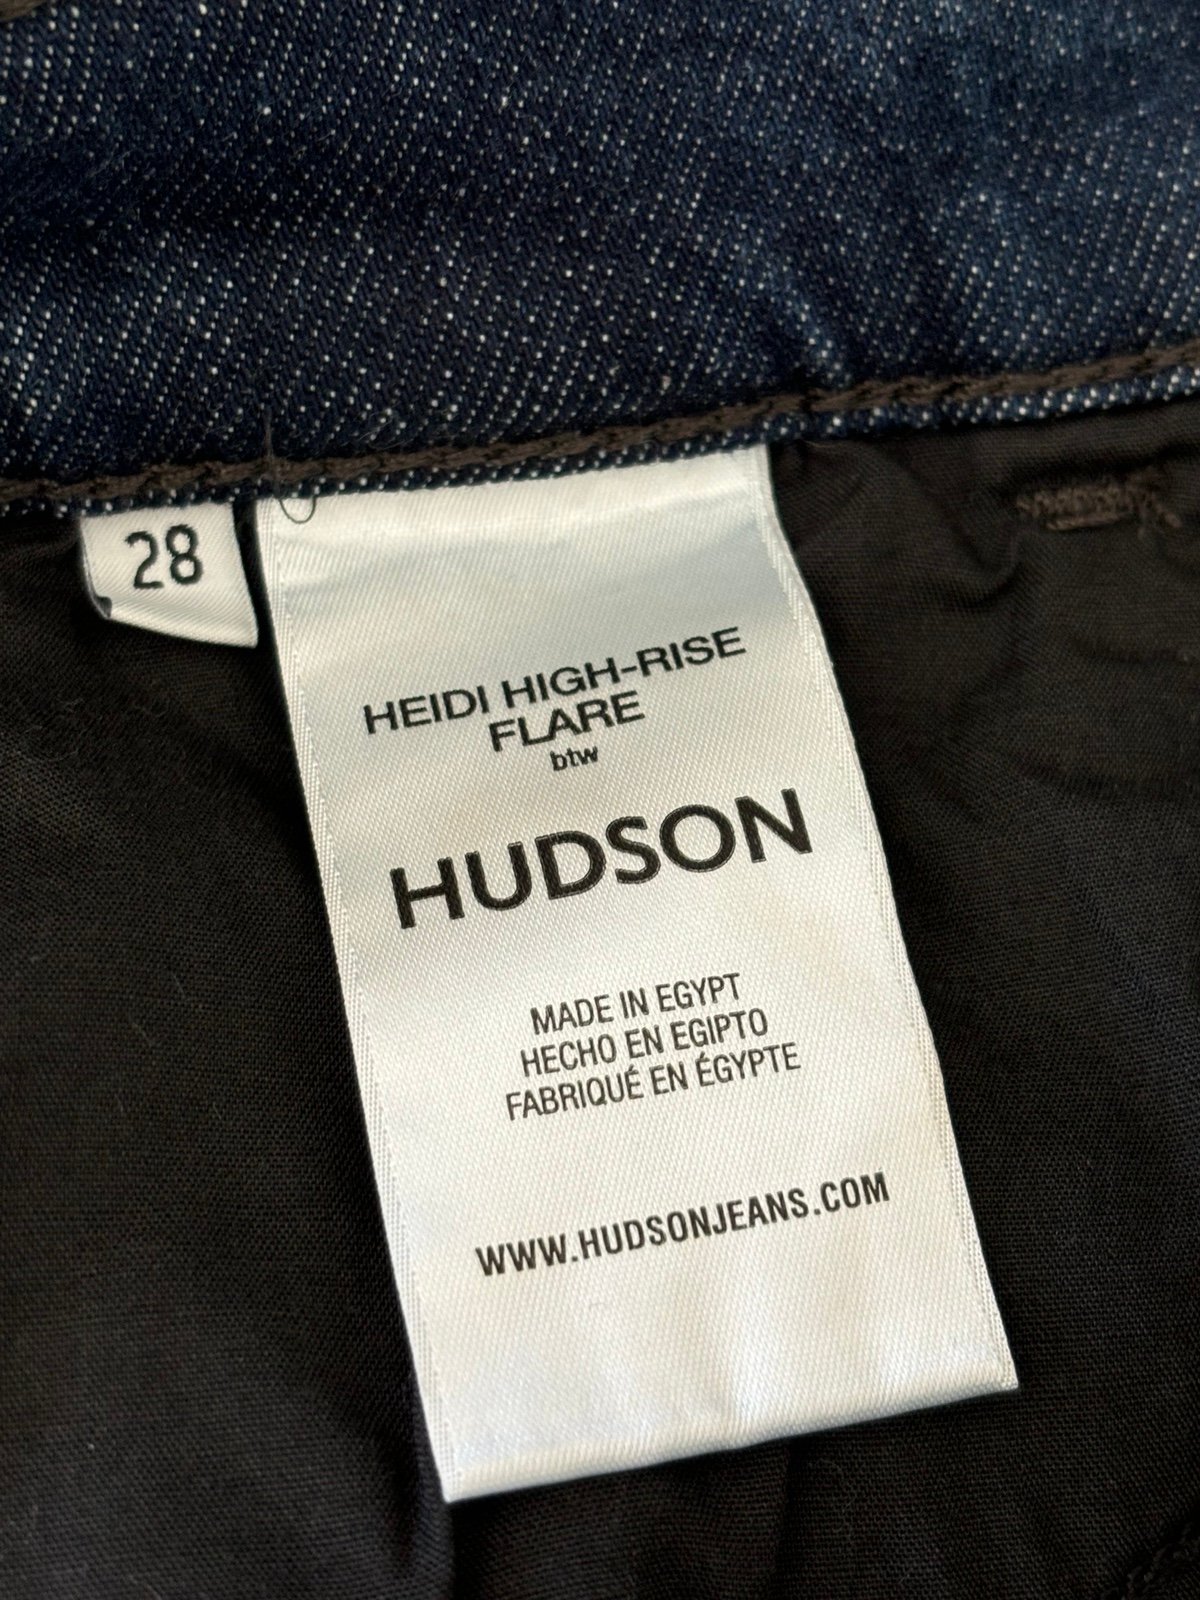 28
HEIDI HIGH-RISE
FLARE
btw
HUDSON
MADE IN EGYPT
HECHO EN EGIPTO
FABRIQUÉ EN ÉGYPTE
WWW.HUDSONJEANS.COM